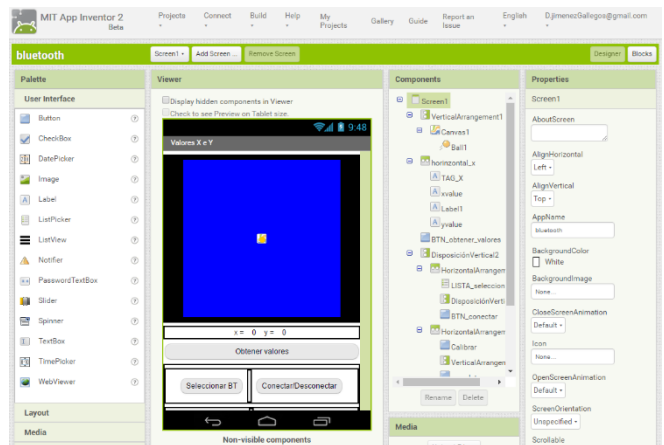 MIT App Inventor 2
Beta
Projects
Connect
Build
Help
My Projects
Gallery
Guide
Report an Issue
English
D.jimenezGallegos@gmail.com
bluetooth
Screen1
Add Screen ...
Remove Screen
Designer
Blocks
Palette
User Interface
Button
CheckBox
DatePicker
Image
Label
ListPicker
ListView
Notifier
PasswordTextBox
Slider
Spinner
TextBox
TimePicker
WebViewer
Layout
Media
Viewer
Display hidden components in Viewer
Check to see Preview on Tablet size.
9:48
Valores X e Y
x = 0 y = 0
Obtener valores
Seleccionar BT
Conectar/Desconectar
Non-visible components
Components
Screen1
VerticalArrangement1
Canvas1
Ball1
horinzontal_x
TAG_X
xvalue
Label1
yvalue
BTN_obtener_valores
DisposiciónVertical2
HorizontalArrangen
LISTA_seleccion
DisposiciónVerti
BTN_conectar
HorizontalArrangen
Calibrar
VerticalArrangen
Rename
Delete
Media
Properties
Screen1
AboutScreen
AlignHorizontal
Left
AlignVertical
Top
AppName
bluetooth
BackgroundColor
White
BackgroundImage
None...
CloseScreenAnimation
Default
Icon
None...
OpenScreenAnimation
Default
ScreenOrientation
Unspecified
Scrollable